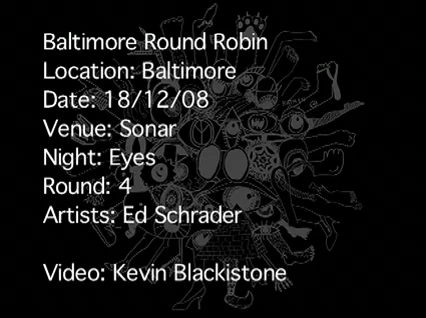 Baltimore Round Robin
Location: Baltimore
Date: 18/12/08
Venue: Sonar
Night: Eyes
Round: 4
Artists: Ed Schrader
Video: Kevin Blackistone